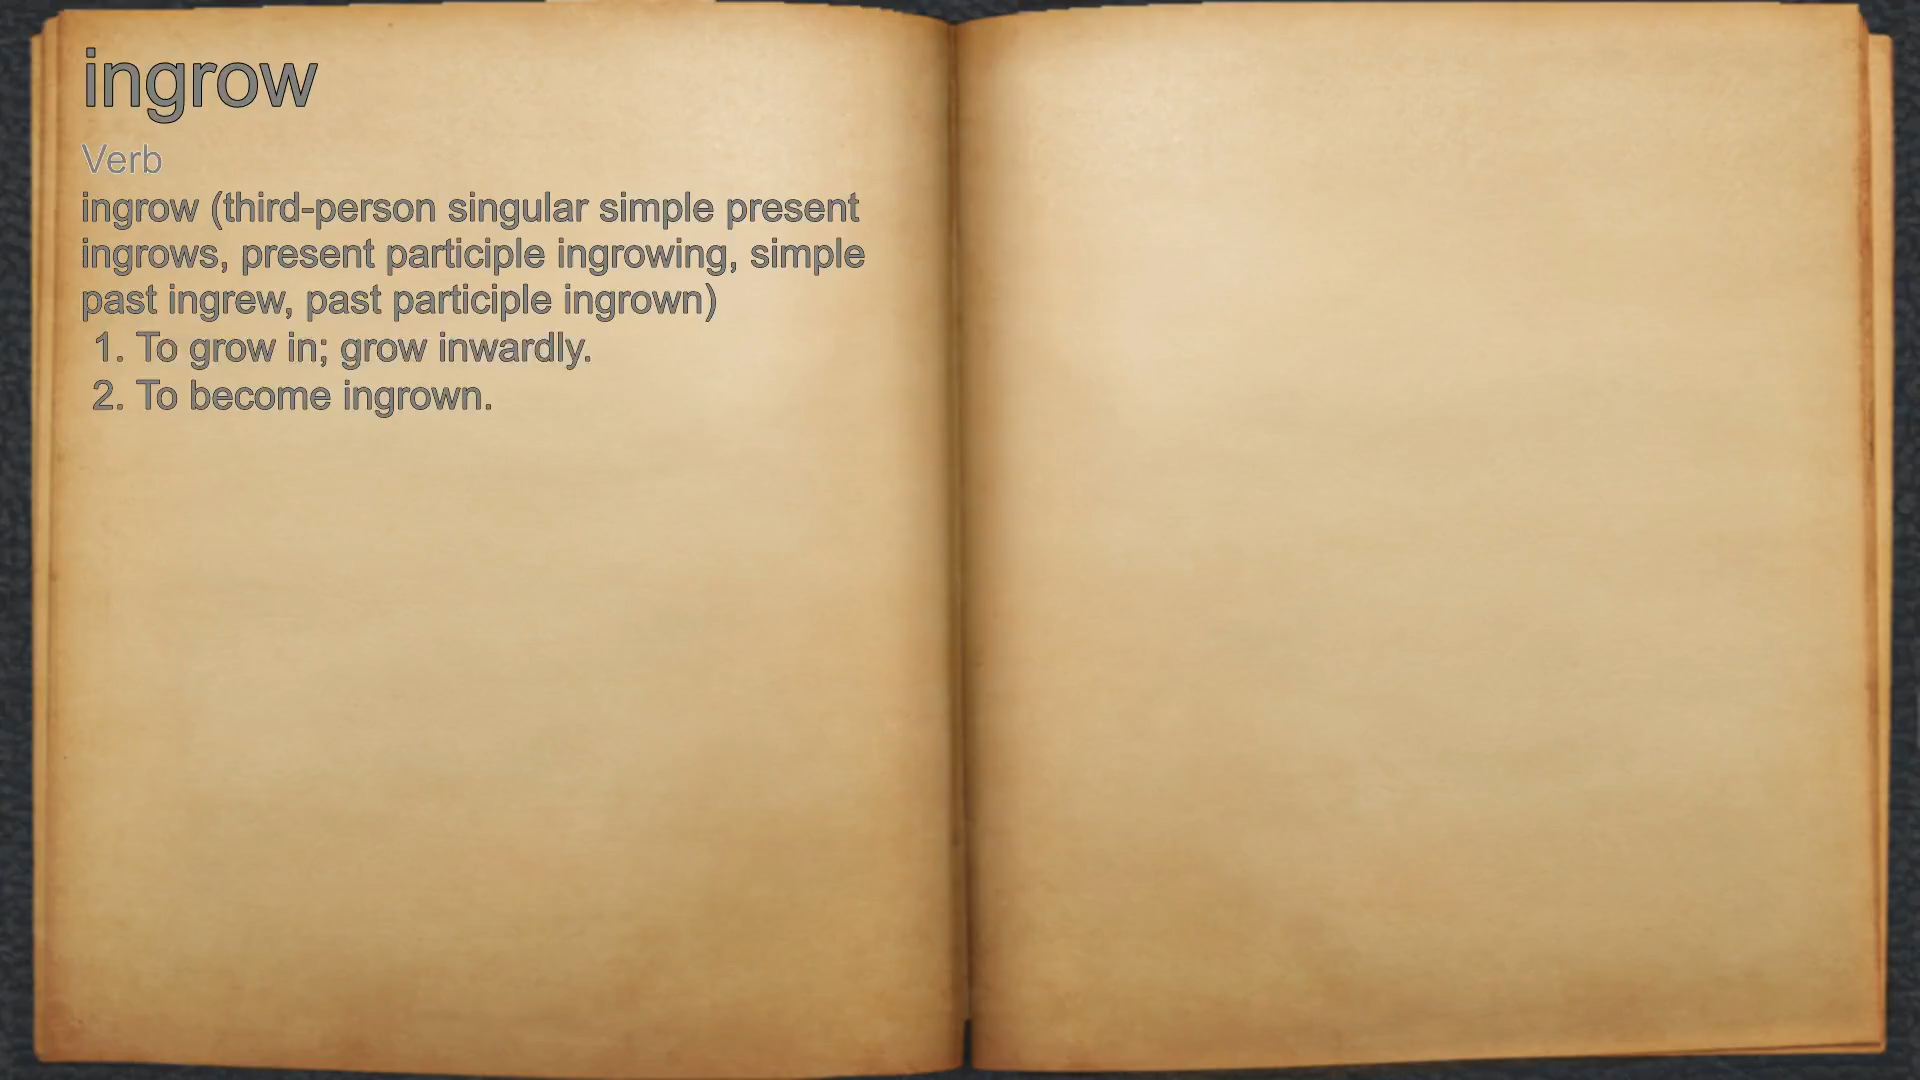 ingrow
Verb
ingrow (third-person singular simple present
ingrows, present participle ingrowing, simple
past ingrew, past participle ingrown)
1. To grow in; grow inwardly.
2. To become ingrown.